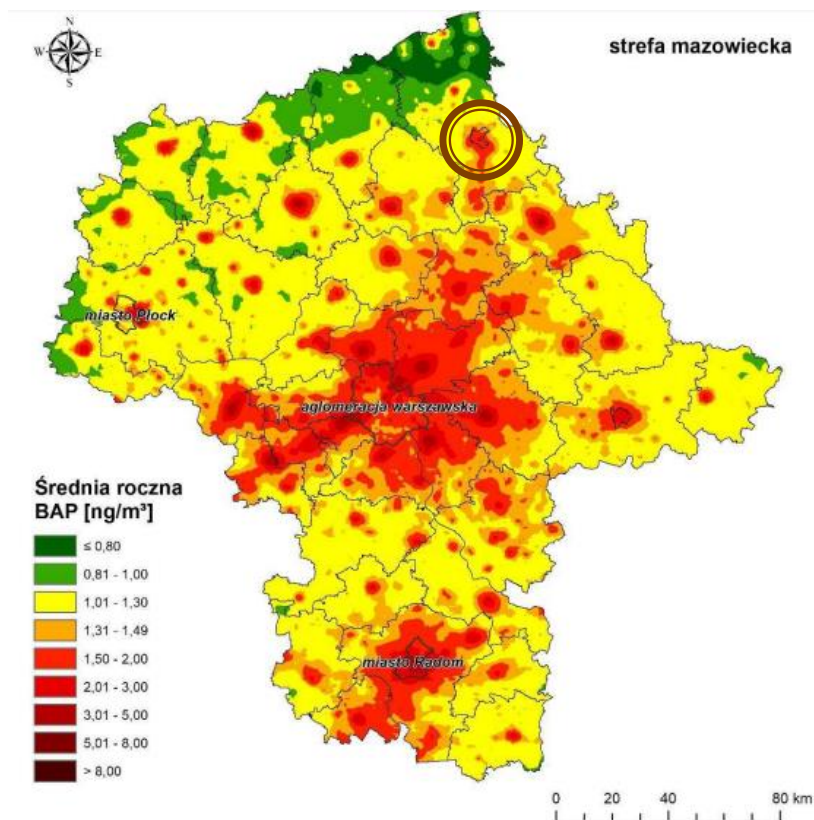 N
W
E
S
strefa mazowiecka
miasto Płock
aglomeracja warszawska
miasto Radom
Średnia roczna
BAP [ng/m³]
≤ 0,80
0,81 - 1,00
1,01 - 1,30
1,31 - 1,49
1,50 - 2,00
2,01 - 3,00
3,01 - 5,00
5,01 - 8,00
> 8,00
0 20 40 80 km